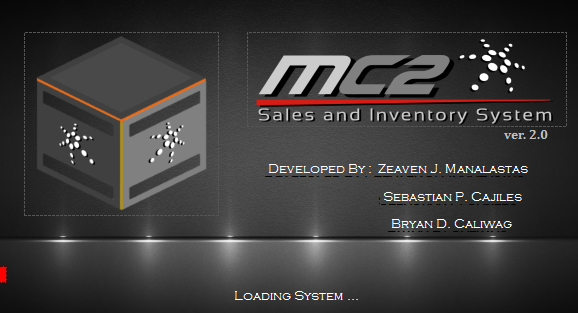 MC2
Sales and Inventory System
ver. 2.0
Developed By : Zeaven J. Manalastas
Sebastian P. Cajiles
Bryan D. Caliwag
Loading System ...